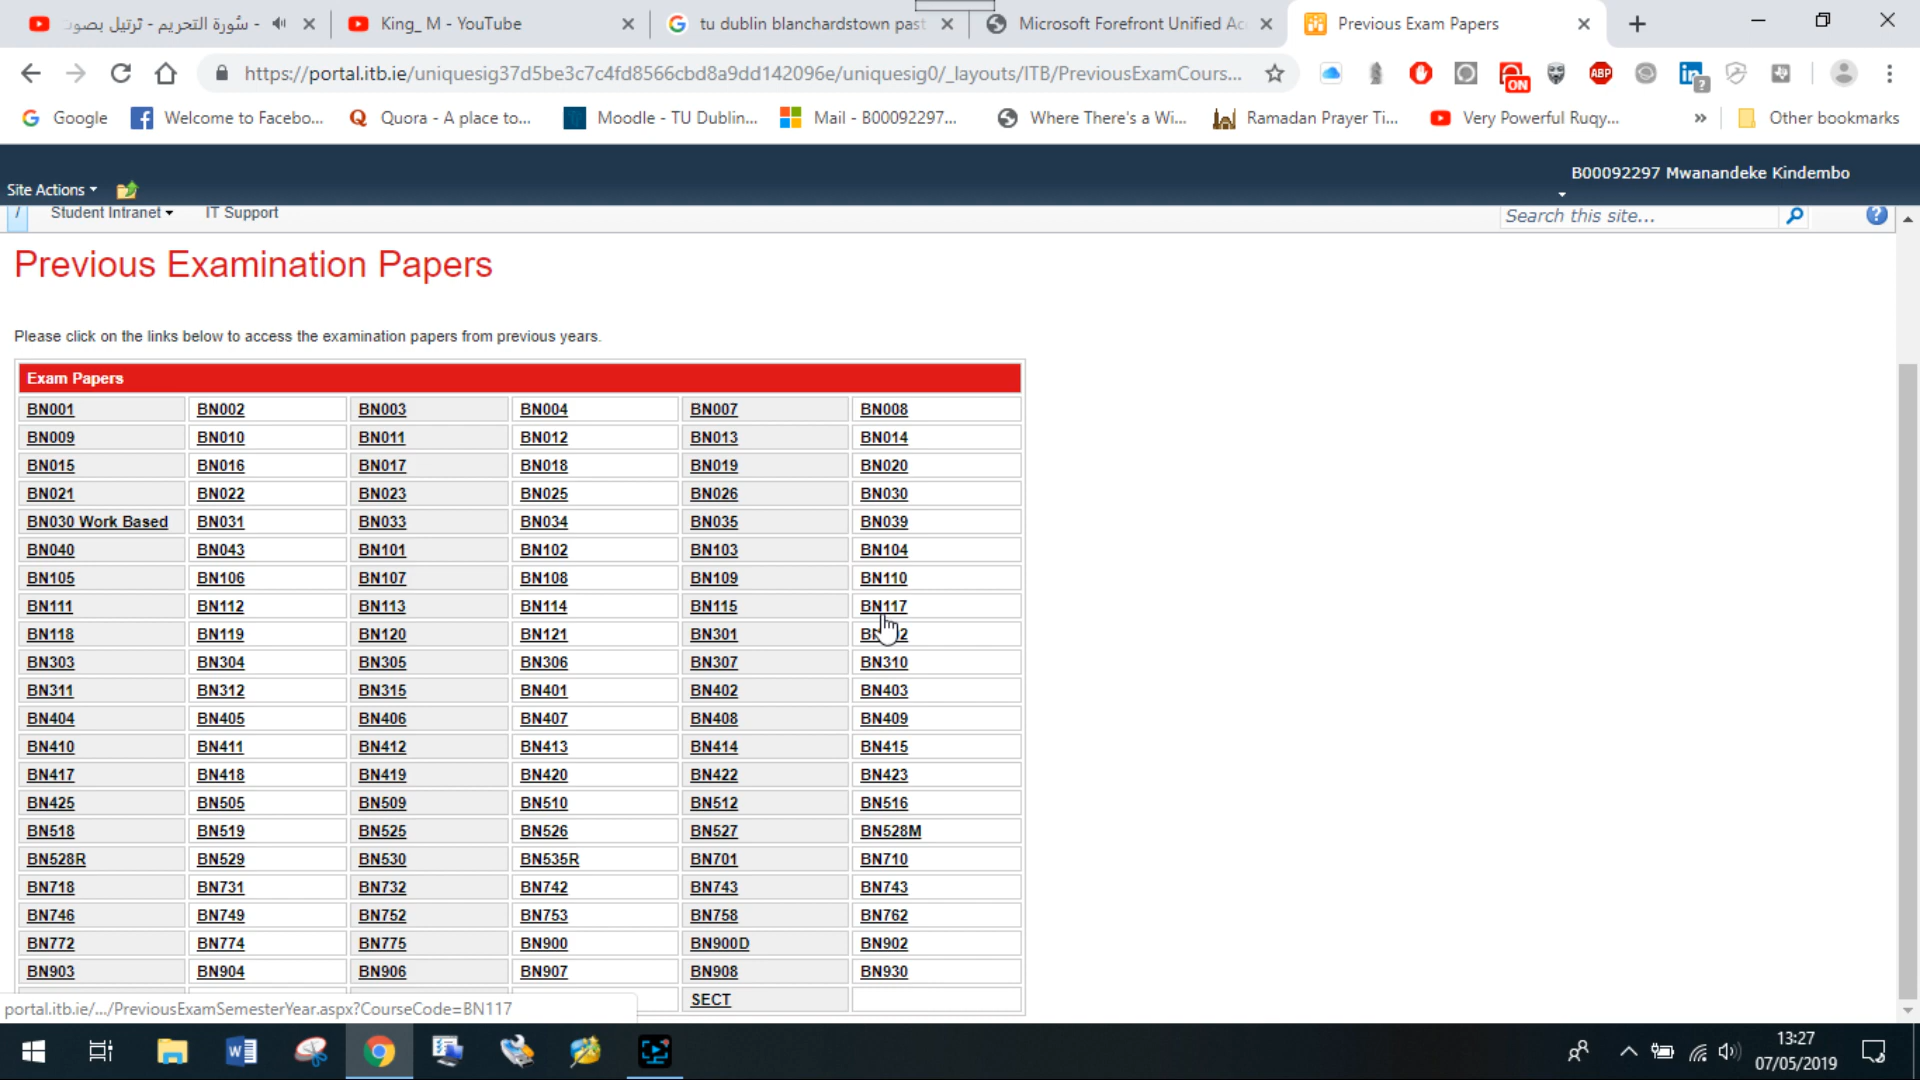 سُورة التحريم - تَرتيل بصوت - King_ M - YouTube tu dublin blanchardstown past Microsoft Forefront Unified Ac Previous Exam Papers
https://portal.itb.ie/uniquesig37d5be3c7c4fd8566cbd8a9dd142096e/uniquesig0/_layouts/ITB/PreviousExamCours... ON ABP in ?
Google Welcome to Facebo... Quora - A place to... Moodle - TU Dublin... Mail - B00092297... Where There's a Wi... Ramadan Prayer Ti... Very Powerful Ruqy... » Other bookmarks
B00092297 Mwanandeke Kindembo
Site Actions
Student Intranet IT Support Search this site...
Previous Examination Papers
Please click on the links below to access the examination papers from previous years.
Exam Papers
BN001 BN002 BN003 BN004 BN007 BN008
BN009 BN010 BN011 BN012 BN013 BN014
BN015 BN016 BN017 BN018 BN019 BN020
BN021 BN022 BN023 BN025 BN026 BN030
BN030 Work Based BN031 BN033 BN034 BN035 BN039
BN040 BN043 BN101 BN102 BN103 BN104
BN105 BN106 BN107 BN108 BN109 BN110
BN111 BN112 BN113 BN114 BN115 BN117
BN118 BN119 BN120 BN121 BN301
BN303 BN304 BN305 BN306 BN307 BN310
BN311 BN312 BN315 BN401 BN402 BN403
BN404 BN405 BN406 BN407 BN408 BN409
BN410 BN411 BN412 BN413 BN414 BN415
BN417 BN418 BN419 BN420 BN422 BN423
BN425 BN505 BN509 BN510 BN512 BN516
BN518 BN519 BN525 BN526 BN527 BN528M
BN528R BN529 BN530 BN535R BN701 BN710
BN718 BN731 BN732 BN742 BN743 BN743
BN746 BN749 BN752 BN753 BN758 BN762
BN772 BN774 BN775 BN900 BN900D BN902
BN903 BN904 BN906 BN907 BN908 BN930
SECT
portal.itb.ie/.../PreviousExamSemesterYear.aspx?CourseCode=BN117
13:27
07/05/2019